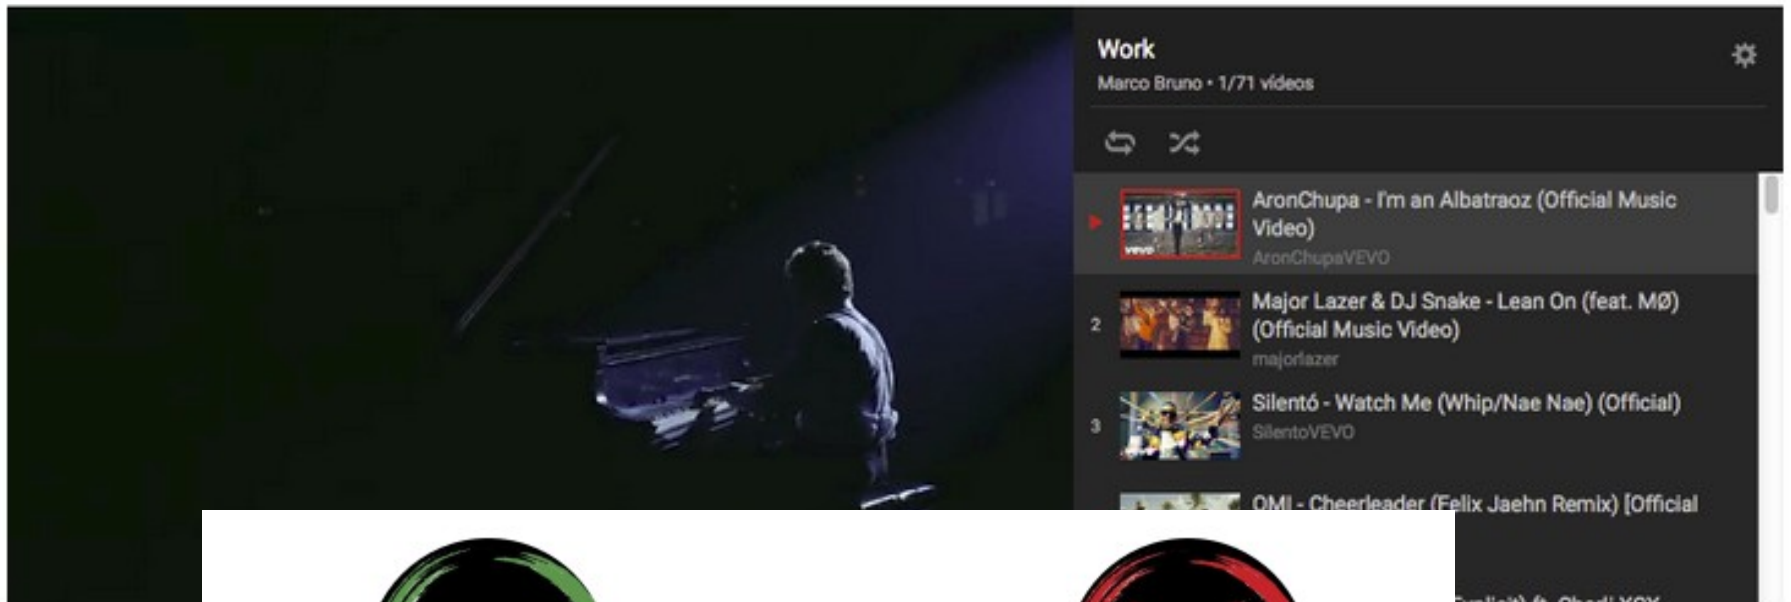 Work
Marco Bruno • 1/71 vídeos
AronChupa - I'm an Albatraoz (Official Music
Video)
AronChupaVEVO
vevo
2
Major Lazer & DJ Snake - Lean On (feat. MØ)
(Official Music Video)
majorlazer
3
Silentó - Watch Me (Whip/Nae Nae) (Official)
SilentoVEVO
OMI - Cheerleader (Felix Jaehn Remix) [Official